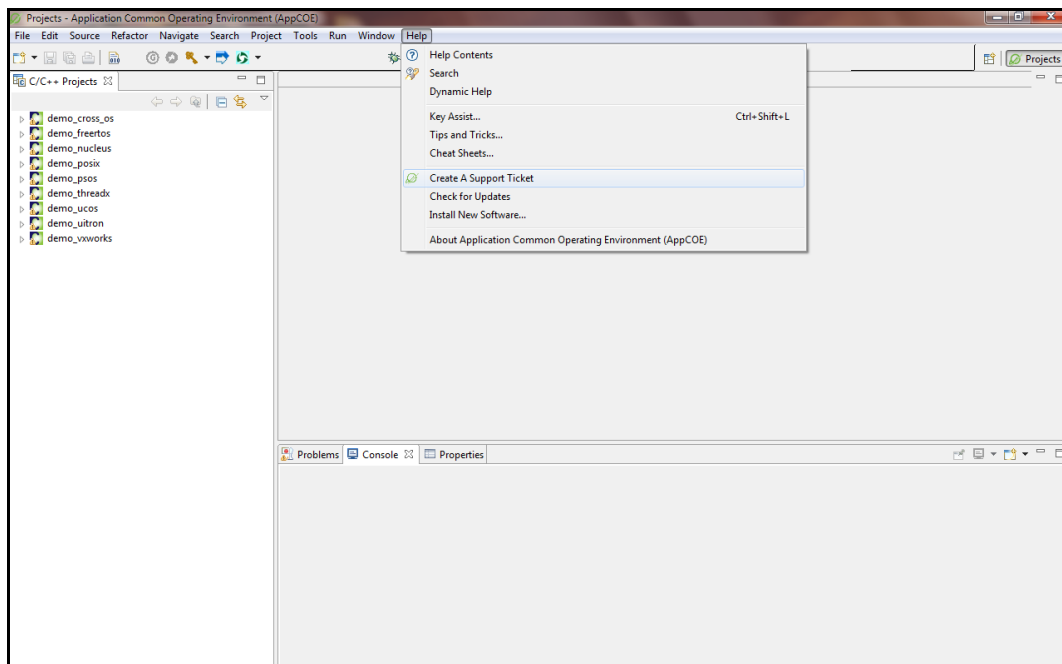 Projects - Application Common Operating Environment (AppCOE)
File Edit Source Refactor Navigate Search Project Tools Run Window Help
Projects
C/C++ Projects
demo_cross_os
demo_freertos
demo_nucleus
demo_posix
demo_psos
demo_threadx
demo_ucos
demo_uitron
demo_vxworks
Help Contents
Search
Dynamic Help
Key Assist... Ctrl+Shift+L
Tips and Tricks...
Cheat Sheets...
Create A Support Ticket
Check for Updates
Install New Software...
About Application Common Operating Environment (AppCOE)
Problems Console Properties